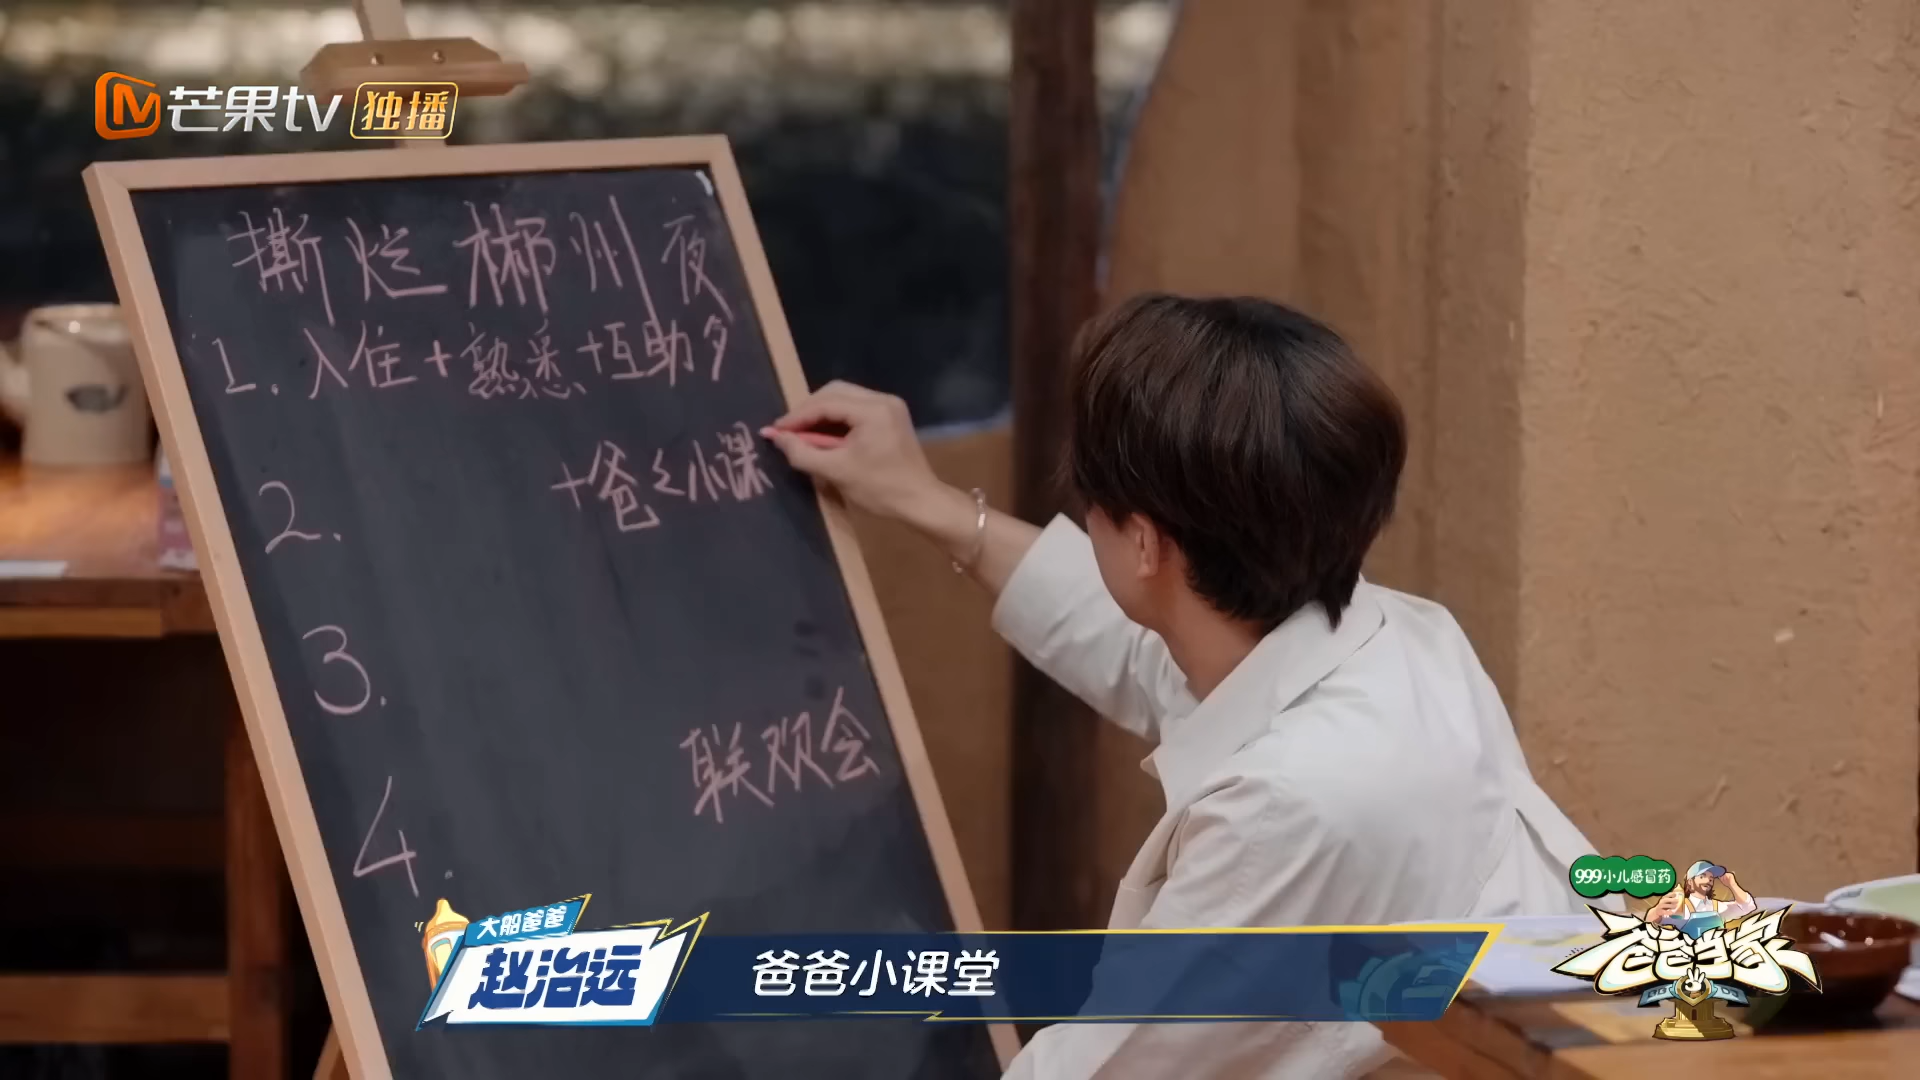 芒果tv 独播
撕烂郴州夜
1. 入住+熟悉+互助夕
+爸々小课
2.
3.
联欢会
4.
大船爸爸
赵治远
爸爸小课堂
999小儿感冒药
爸爸当家